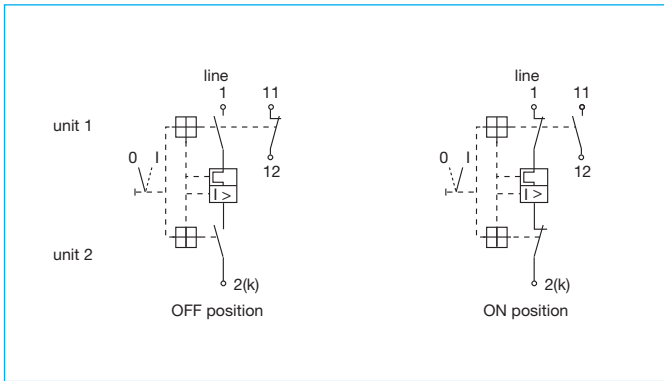 line
1 11
unit 1
12
0 I
I >
unit 2
2(k)
OFF position
line
1 11
12
0 I
I >
2(k)
ON position